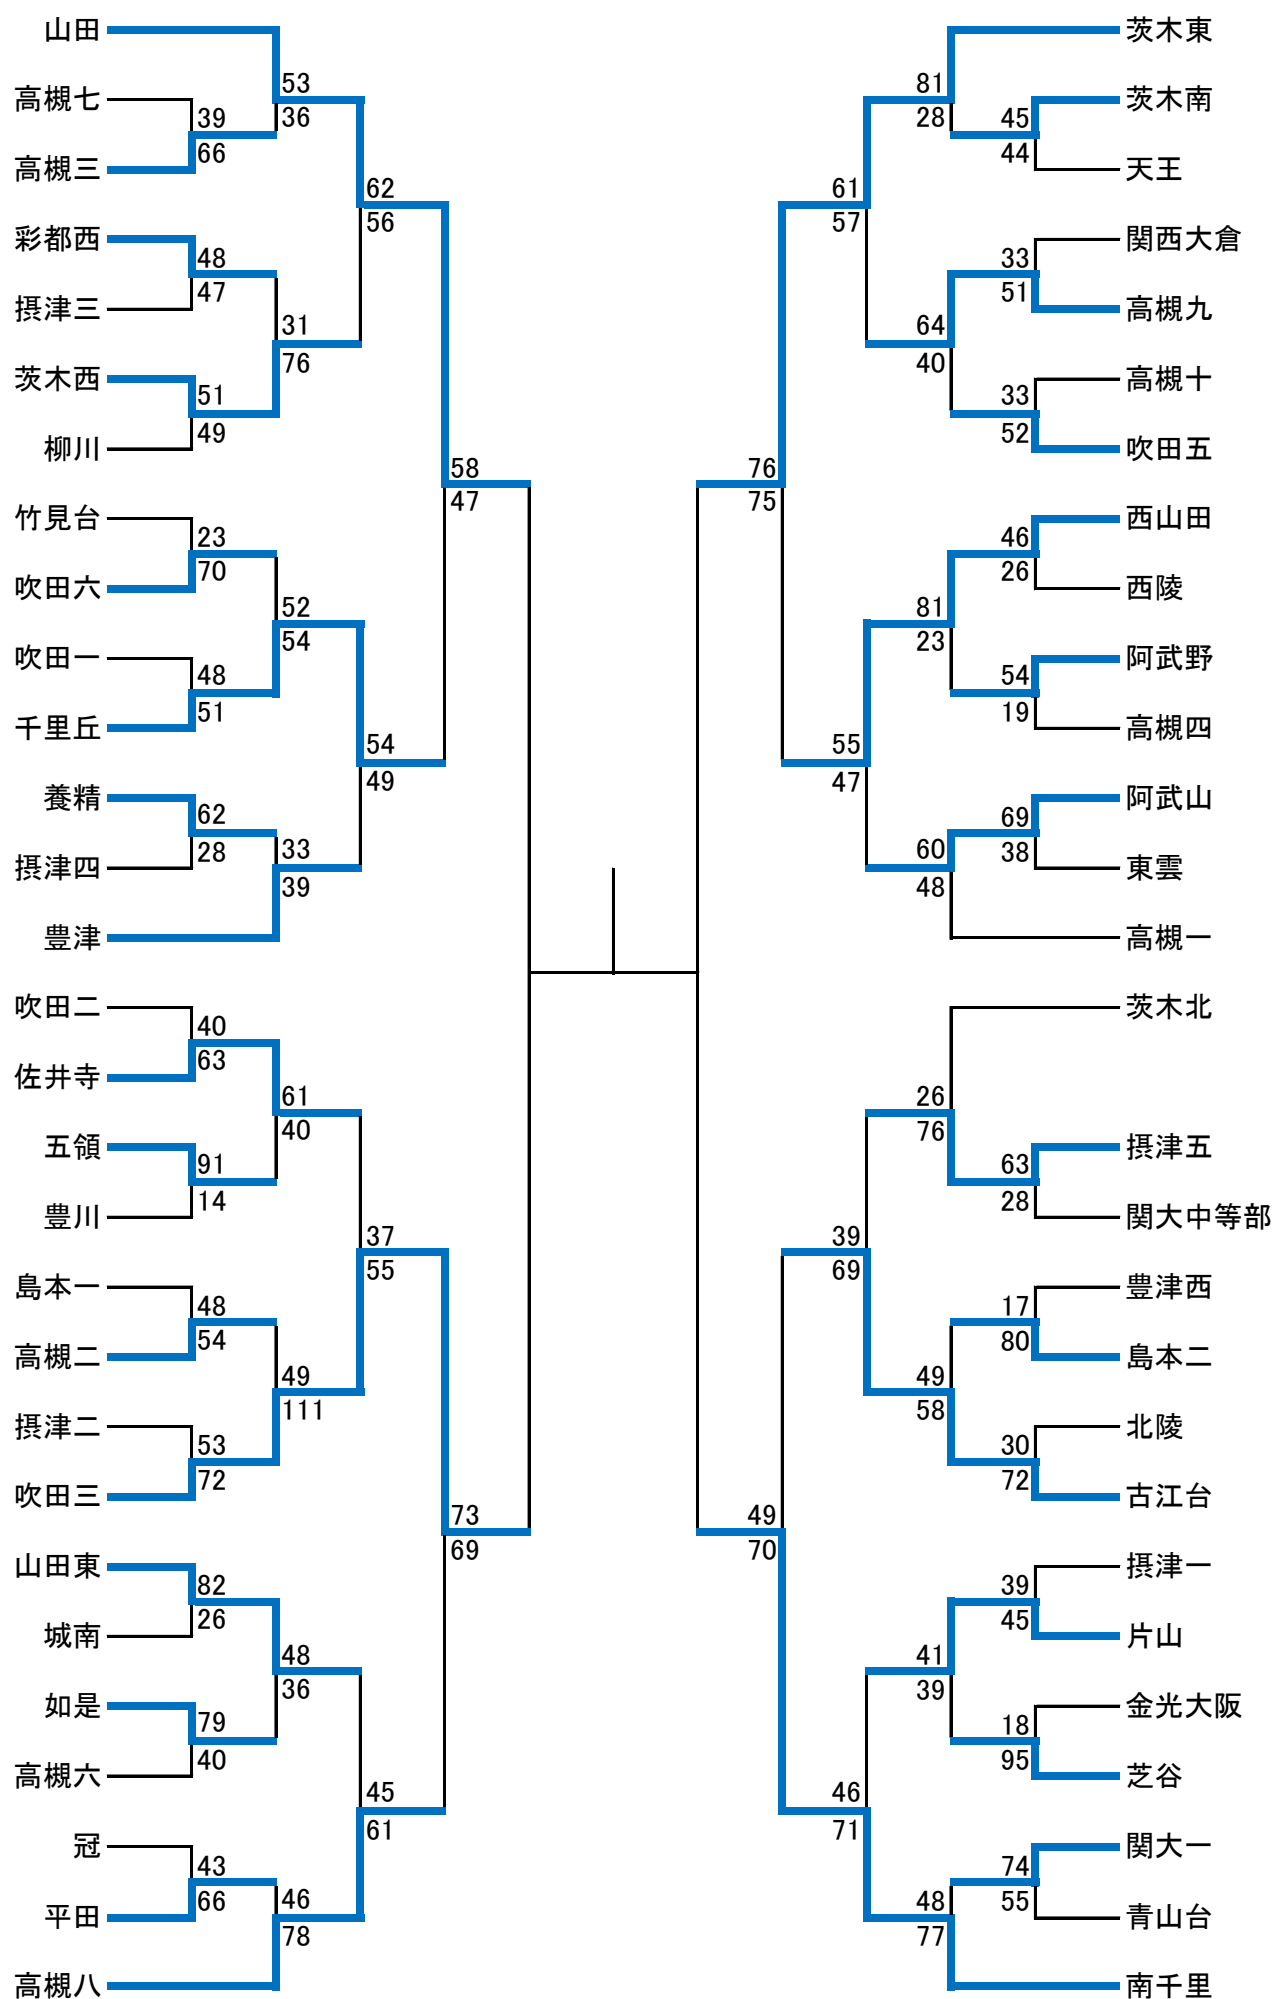 山田
高槻七
高槻三
彩都西
摂津三
茨木西
柳川
竹見台
吹田六
吹田一
千里丘
養精
摂津四
豊津
吹田二
佐井寺
五領
豊川
島本一
高槻二
摂津二
吹田三
山田東
城南
如是
高槻六
冠
平田
高槻八
39
66
48
47
51
49
23
70
48
51
62
28
40
63
91
14
48
54
53
72
82
26
79
40
43
66
53
36
31
76
52
54
33
39
61
40
49
111
48
36
46
78
62
56
54
49
37
55
45
61
58
47
73
69
76
75
49
70
61
57
55
47
39
69
46
71
81
28
64
40
81
23
60
48
26
76
49
58
41
39
48
77
45
44
33
51
33
52
46
26
54
19
69
38
63
28
17
80
30
72
39
45
18
95
74
55
茨木東
茨木南
天王
関西大倉
高槻九
高槻十
吹田五
西山田
西陵
阿武野
高槻四
阿武山
東雲
高槻一
茨木北
摂津五
関大中等部
豊津西
島本二
北陵
古江台
摂津一
片山
金光大阪
芝谷
関大一
青山台
南千里